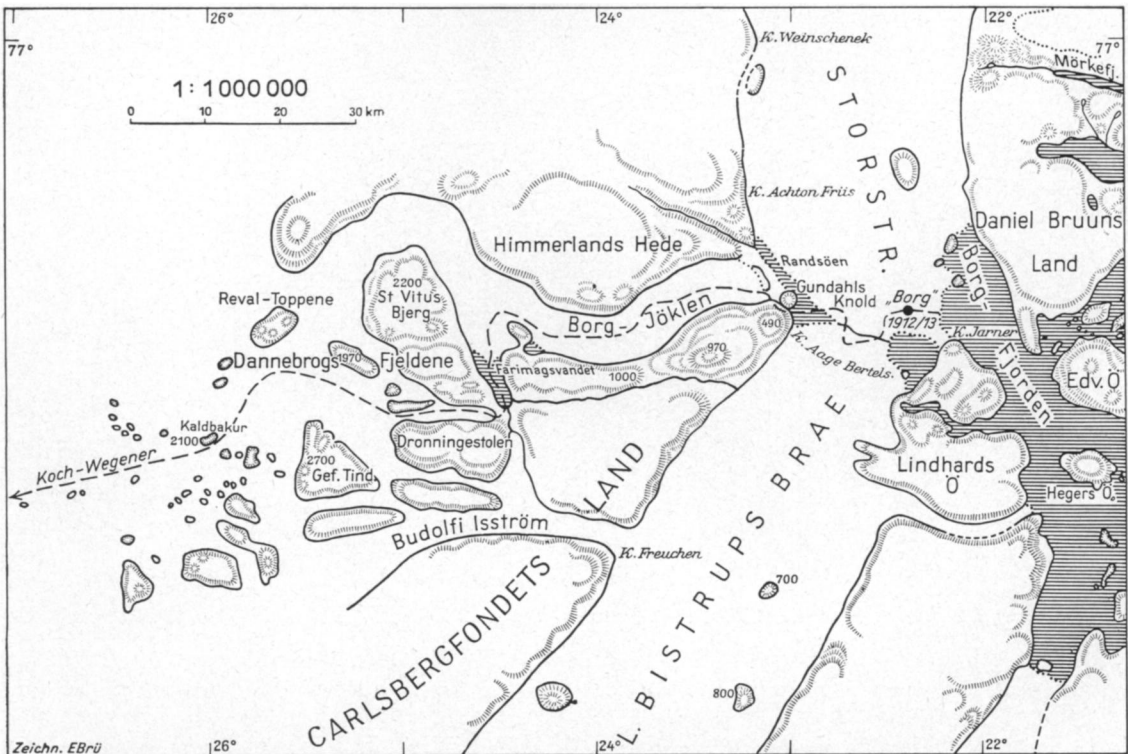 26° 24° 22°
77° 77°
1:1000000
0 10 20 30 km
K. Weinschenek
STORSTR.
Mörkefj.
K. Achton Friis
Daniel Bruuns
Land
Himmerlands Hede
Randsöen
Borg-
Fjorden
2200
St Vitus
Bjerg
Reval-Toppene
Gundahls
Knold
„Borg"
1912/13
Borg-Jöklen
490
K. Jarner
Dannebrogs
1970
Fjeldene
970
K. Aage Bertels.
Farimagsvandet
1000
Edv. Ö
Kaldbakur
2100
Dronningestolen
Koch-Wegener
2700
Gef. Tind.
LAND
Lindhards
Ö
Hegers Ö.
Budolfi Isström
K. Freuchen
700
CARLSBERGFONDETS
L. BISTRUPS BRAE
800
Zeichn. EBrü
26° 24° 22°